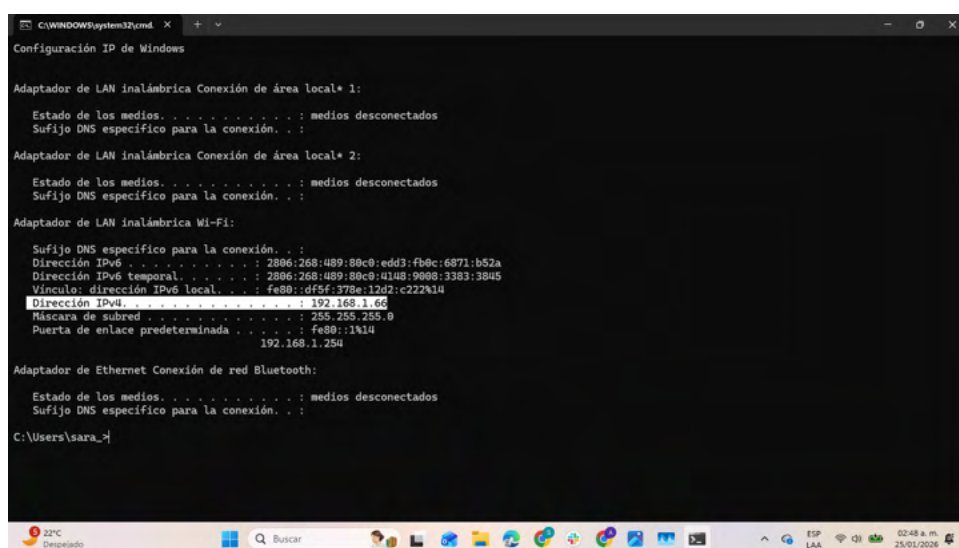 C:\WINDOWS\system32\cmd.
Configuración IP de Windows
Adaptador de LAN inalámbrica Conexión de área local* 1:
Estado de los medios. . . . . . . . . . . : medios desconectados
Sufijo DNS específico para la conexión. . :
Adaptador de LAN inalámbrica Conexión de área local* 2:
Estado de los medios. . . . . . . . . . . : medios desconectados
Sufijo DNS específico para la conexión. . :
Adaptador de LAN inalámbrica Wi-Fi:
Sufijo DNS específico para la conexión. . :
Dirección IPv6 . . . . . . . . . . : 2806:268:489:80c0:edd3:fb0c:6871:b52a
Dirección IPv6 temporal. . . . . . : 2806:268:489:80c0:4148:9008:3383:3845
Vínculo: dirección IPv6 local. . . : fe80::df5f:378e:12d2:c222%14
Dirección IPv4. . . . . . . . . . . . . . : 192.168.1.66
Máscara de subred . . . . . . . . . . . . : 255.255.255.0
Puerta de enlace predeterminada . . . . . : fe80::1%14
192.168.1.254
Adaptador de Ethernet Conexión de red Bluetooth:
Estado de los medios. . . . . . . . . . . : medios desconectados
Sufijo DNS específico para la conexión. . :
C:\Users\sara_>
5
22°C
Despejado
Buscar
ESP
LAA
02:48 a. m.
25/01/2026